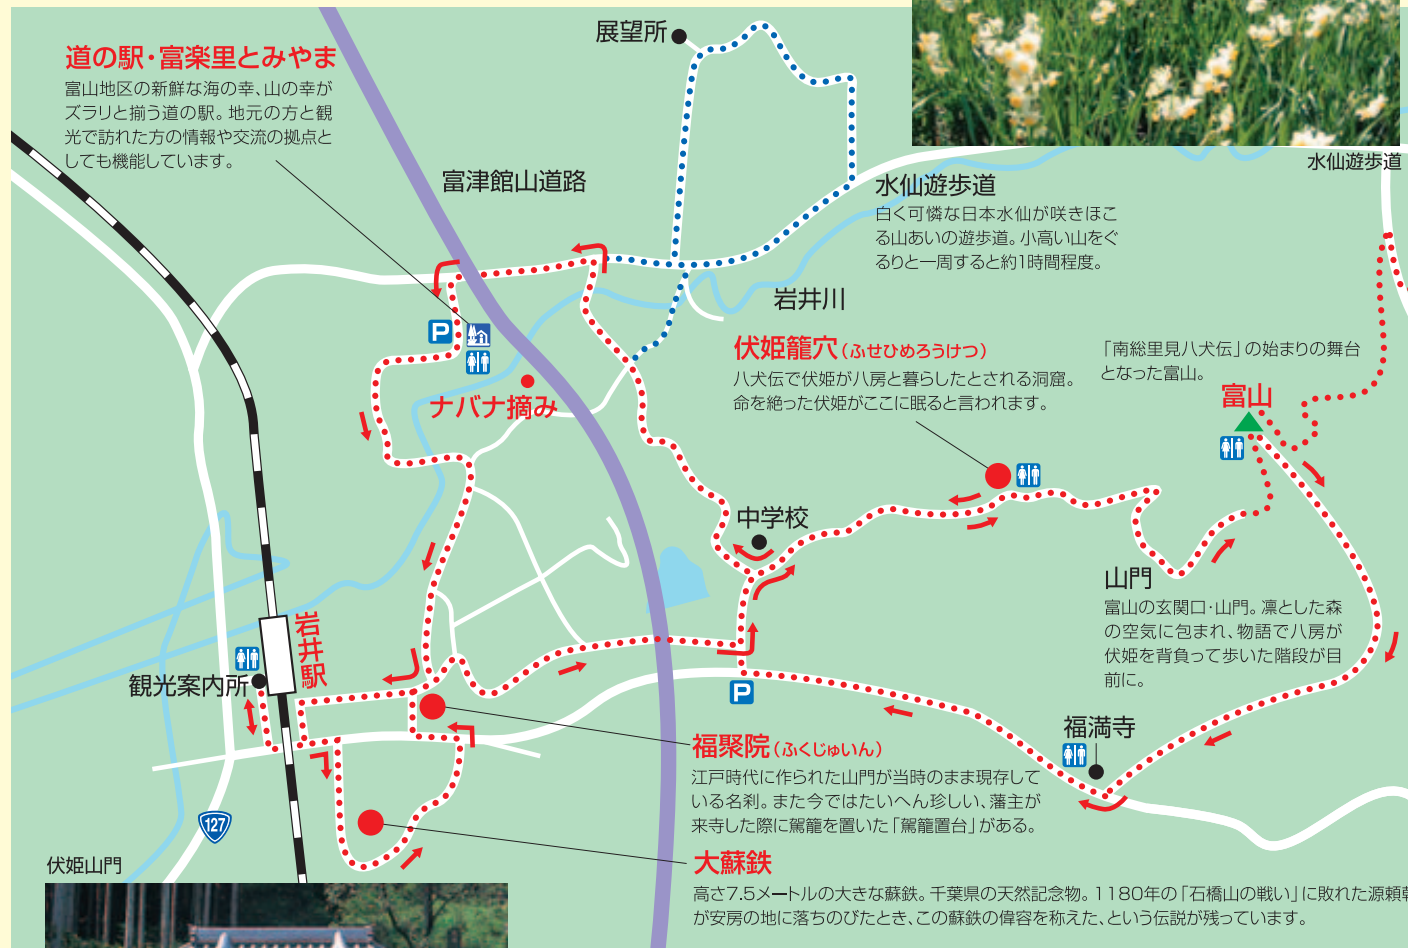 道の駅・富楽里とみやま
富山地区の新鮮な海の幸、山の幸が
ズラリと揃う道の駅。地元の方と観
光で訪れた方の情報や交流の拠点と
しても機能しています。
展望所
富津館山道路
水仙遊歩道
水仙遊歩道
白く可憐な日本水仙が咲きほこ
る山あいの遊歩道。小高い山をぐ
るりと一周すると約1時間程度。
岩井川
伏姫籠穴(ふせひめろうけつ)
八犬伝で伏姫が八房と暮らしたとされる洞窟。
命を絶った伏姫がここに眠ると言われます。
「南総里見八犬伝」の始まりの舞台
となった富山。
富山
P
ナバナ摘み
中学校
山門
富山の玄関口・山門。凛とした森
の空気に包まれ、物語で八房が
伏姫を背負って歩いた階段が目
前に。
岩井駅
観光案内所
P
福満寺
福聚院(ふくじゅいん)
江戸時代に作られた山門が当時のまま現存して
いる名刹。また今ではたいへん珍しい、藩主が
来寺した際に駕籠を置いた「駕籠置台」がある。
127
大蘇鉄
高さ7.5メートルの大きな蘇鉄。千葉県の天然記念物。1180年の「石橋山の戦い」に敗れた源頼朝
が安房の地に落ちのびたとき、この蘇鉄の偉容を称えた、という伝説が残っています。
伏姫山門